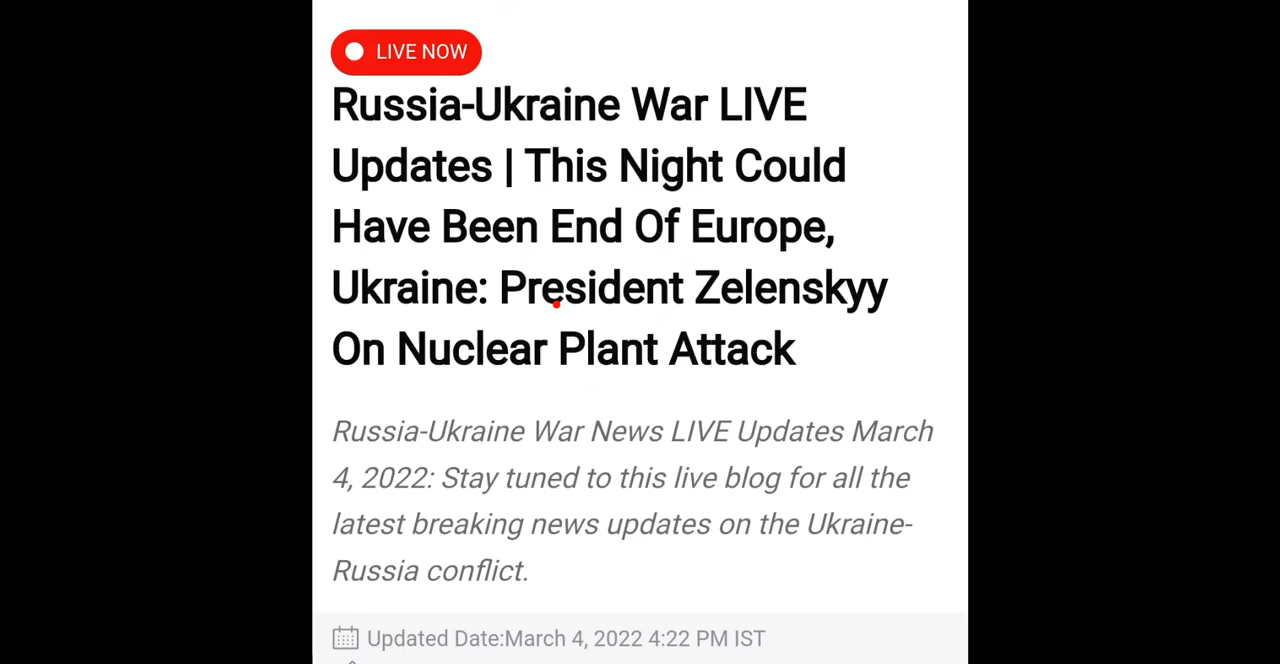 LIVE NOW
Russia-Ukraine War LIVE
Updates | This Night Could
Have Been End Of Europe,
Ukraine: President Zelenskyy
On Nuclear Plant Attack
Russia-Ukraine War News LIVE Updates March
4, 2022: Stay tuned to this live blog for all the
latest breaking news updates on the Ukraine-
Russia conflict.
Updated Date:March 4, 2022 4:22 PM IST